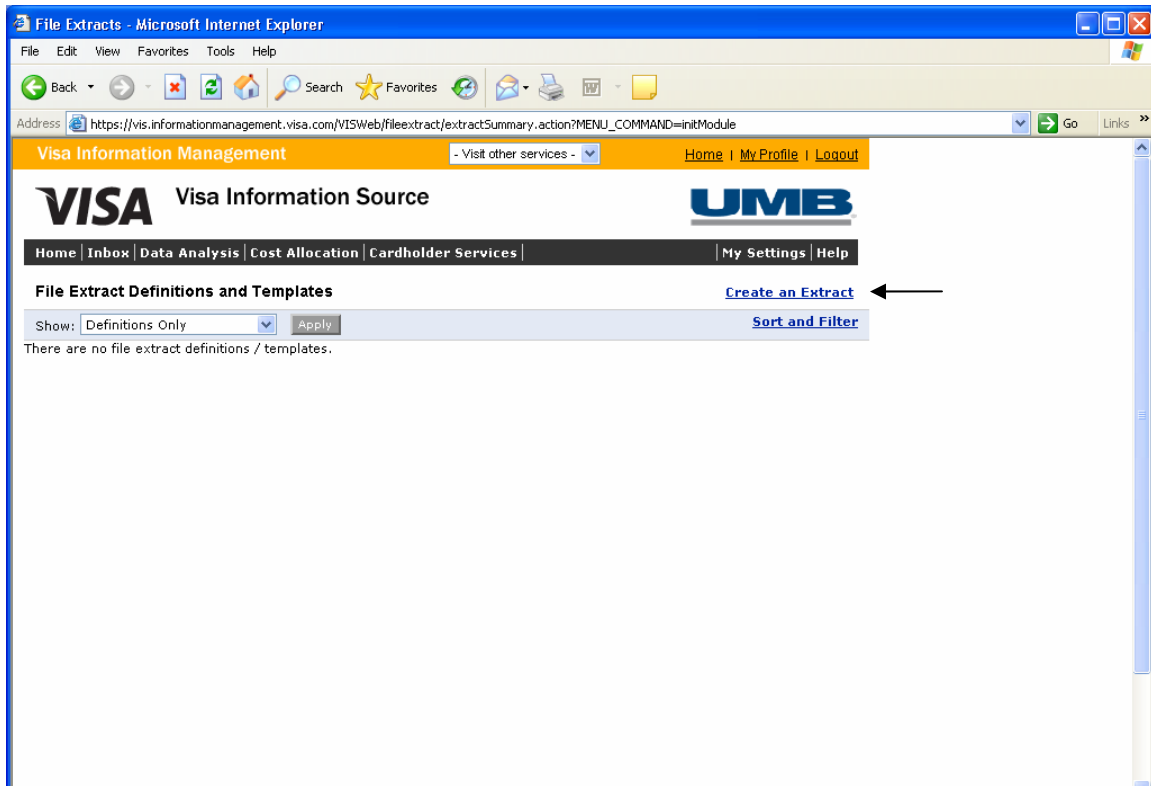 File Extracts - Microsoft Internet Explorer
File Edit View Favorites Tools Help
Back Search Favorites
Address https://vis.informationmanagement.visa.com/VISWeb/fileextract/extractSummary.action?MENU_COMMAND=initModule Go Links »
Visa Information Management - Visit other services - Home | My Profile | Logout
VISA Visa Information Source UMB
Home | Inbox | Data Analysis | Cost Allocation | Cardholder Services | | My Settings | Help
File Extract Definitions and Templates Create an Extract
Show: Definitions Only Apply Sort and Filter
There are no file extract definitions / templates.